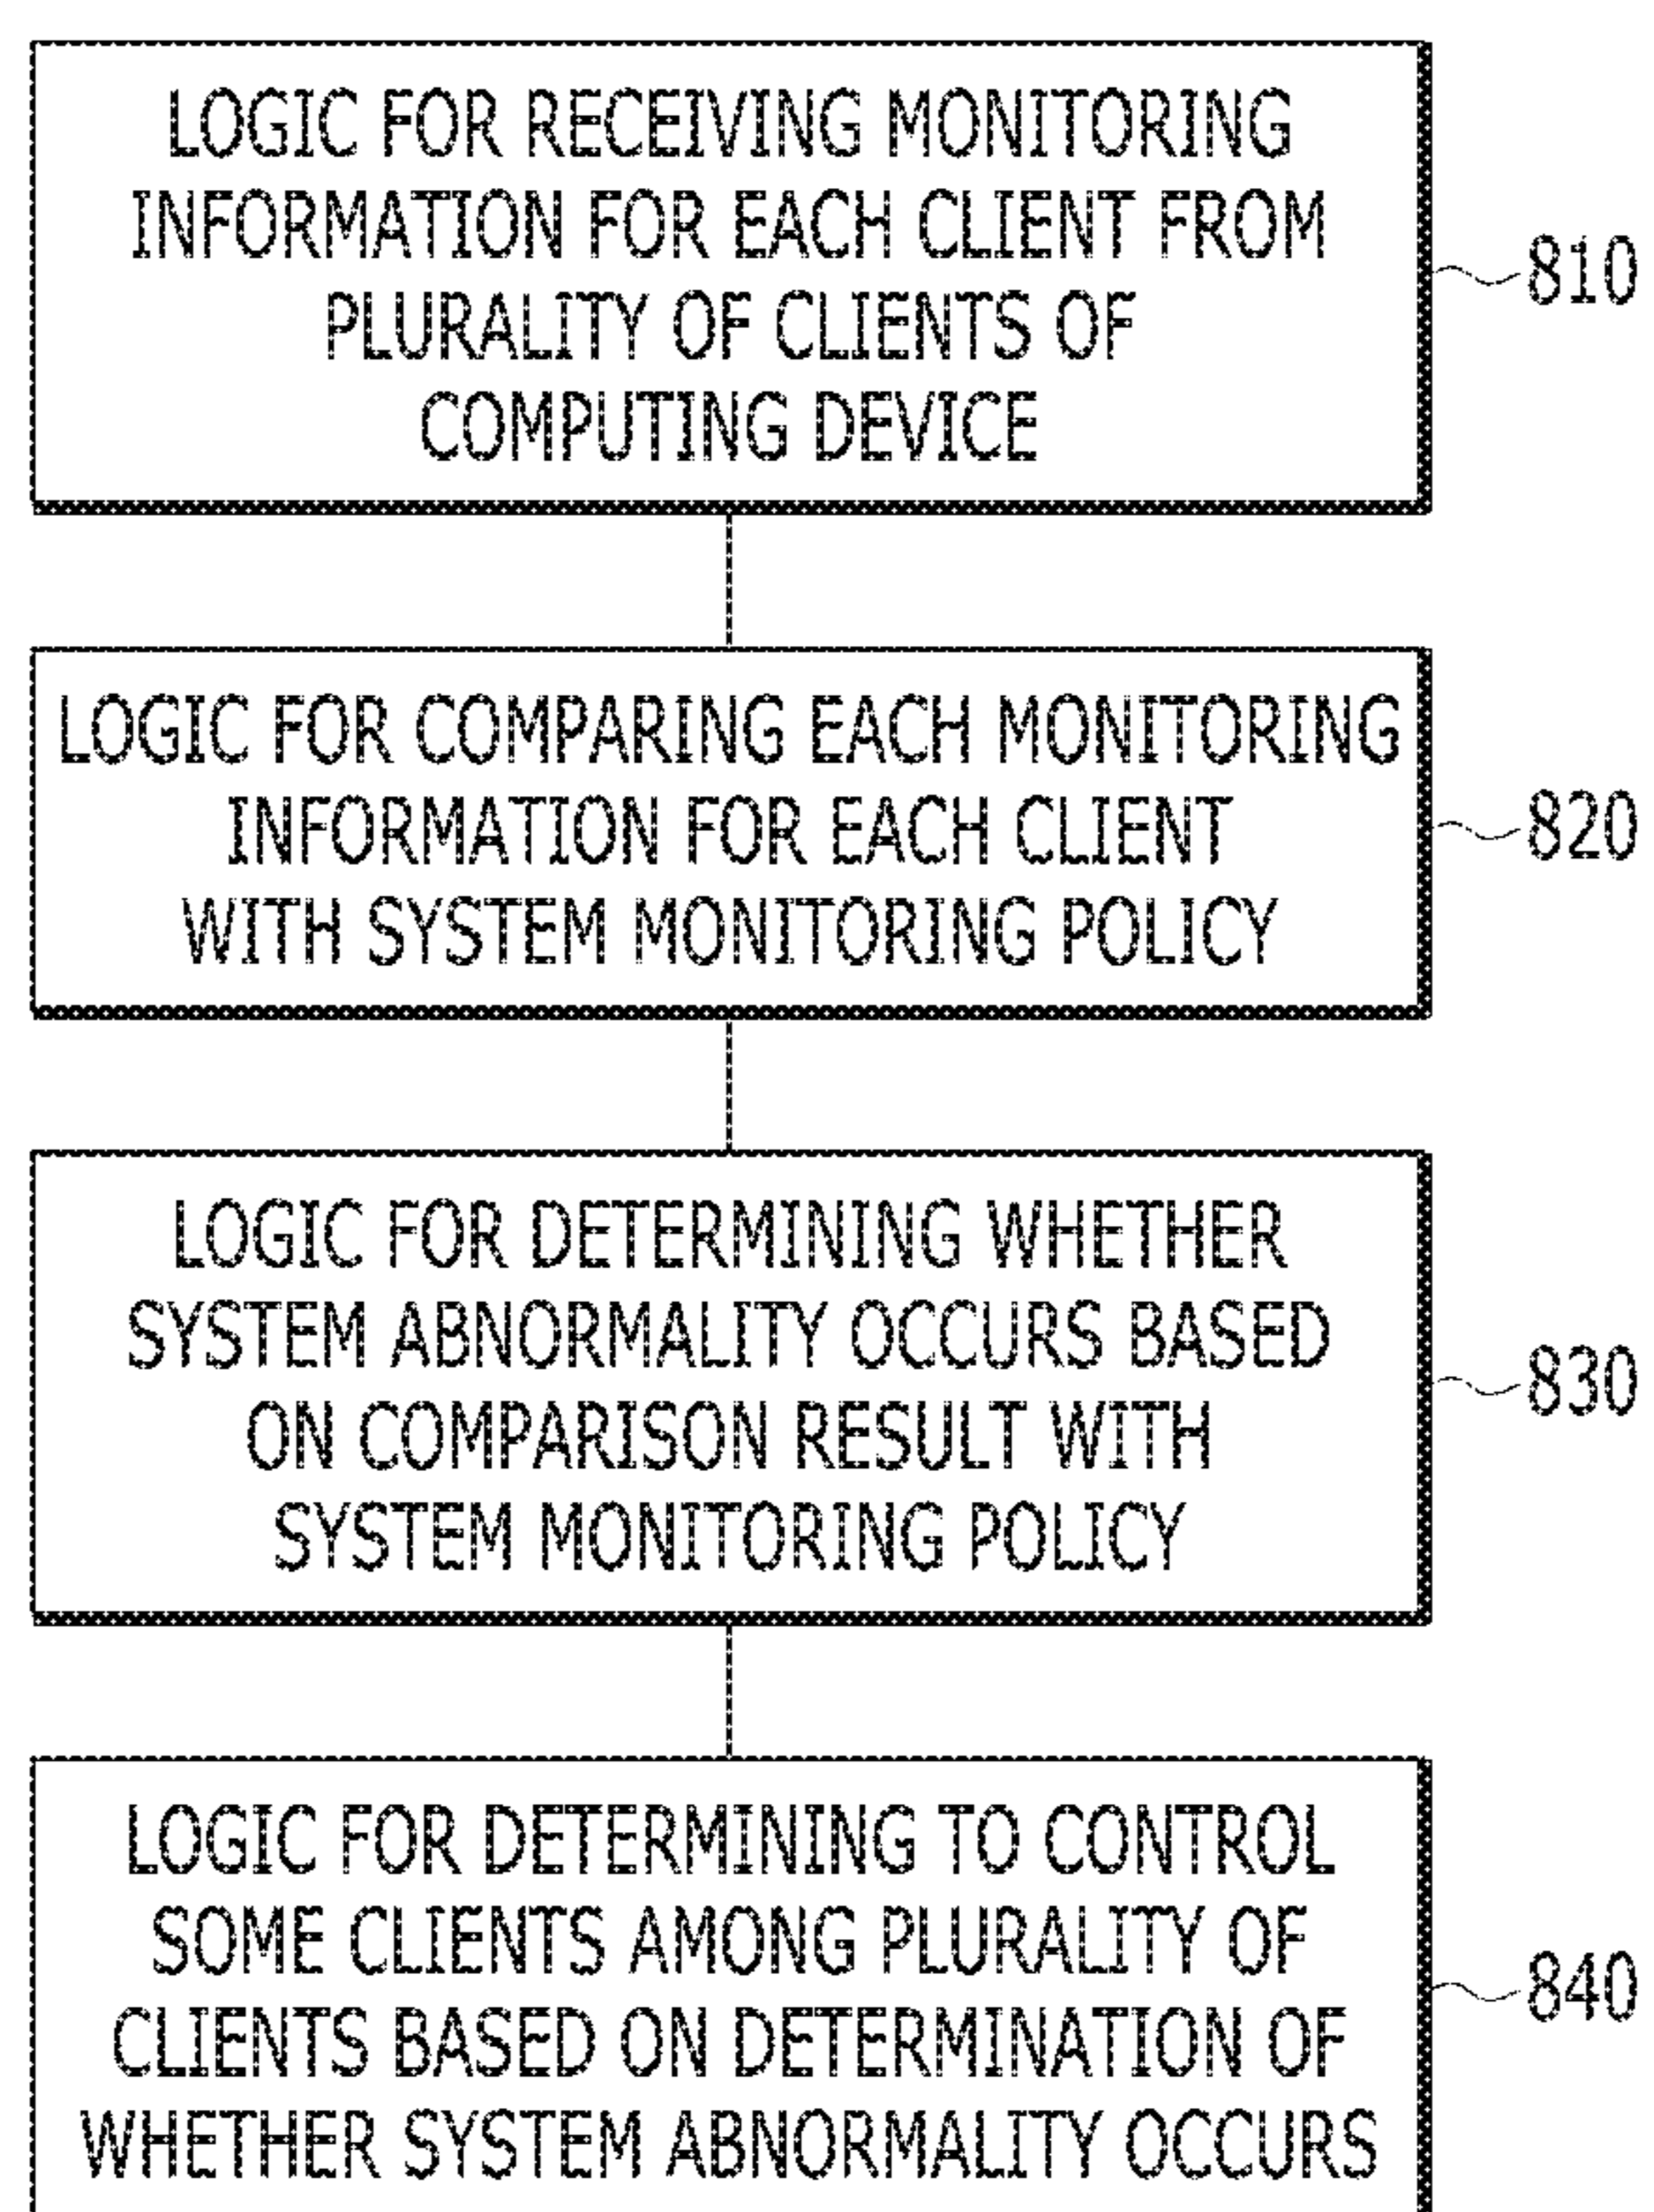 LOGIC FOR RECEIVING MONITORING
INFORMATION FOR EACH CLIENT FROM
PLURALITY OF CLIENTS OF
COMPUTING DEVICE
810
LOGIC FOR COMPARING EACH MONITORING
INFORMATION FOR EACH CLIENT
WITH SYSTEM MONITORING POLICY
820
LOGIC FOR DETERMINING WHETHER
SYSTEM ABNORMALITY OCCURS BASED
ON COMPARISON RESULT WITH
SYSTEM MONITORING POLICY
830
LOGIC FOR DETERMINING TO CONTROL
SOME CLIENTS AMONG PLURALITY OF
CLIENTS BASED ON DETERMINATION OF
WHETHER SYSTEM ABNORMALITY OCCURS
840